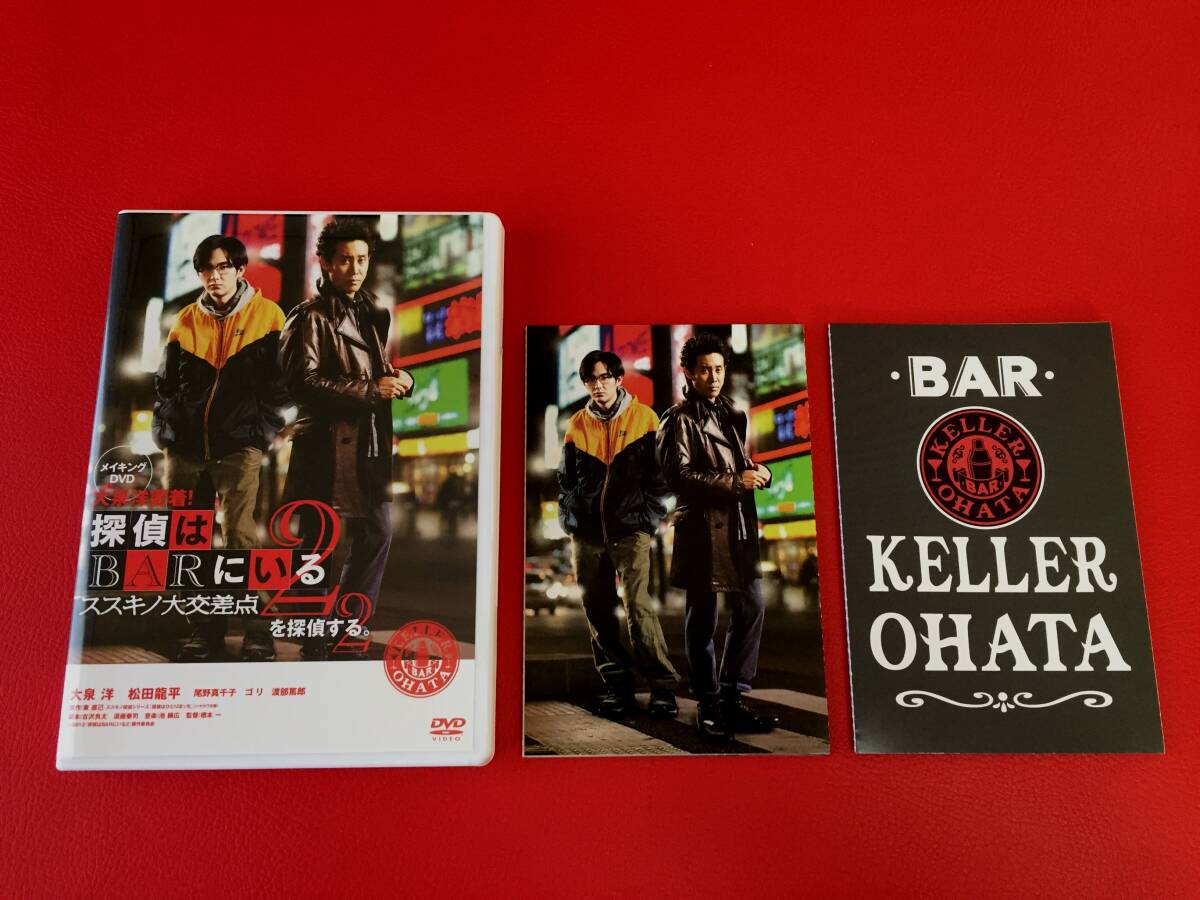 メイキング
DVD
大泉洋密着!
探偵は
BARにいる2
ススキノ大交差点
を探偵する。2
KELLER
BAR
OHATA
大泉 洋 松田龍平 尾野真千子 ゴリ 渡部篤郎
DVD
VIDEO
BAR
KELLER
BAR
OHATA
KELLER
OHATA